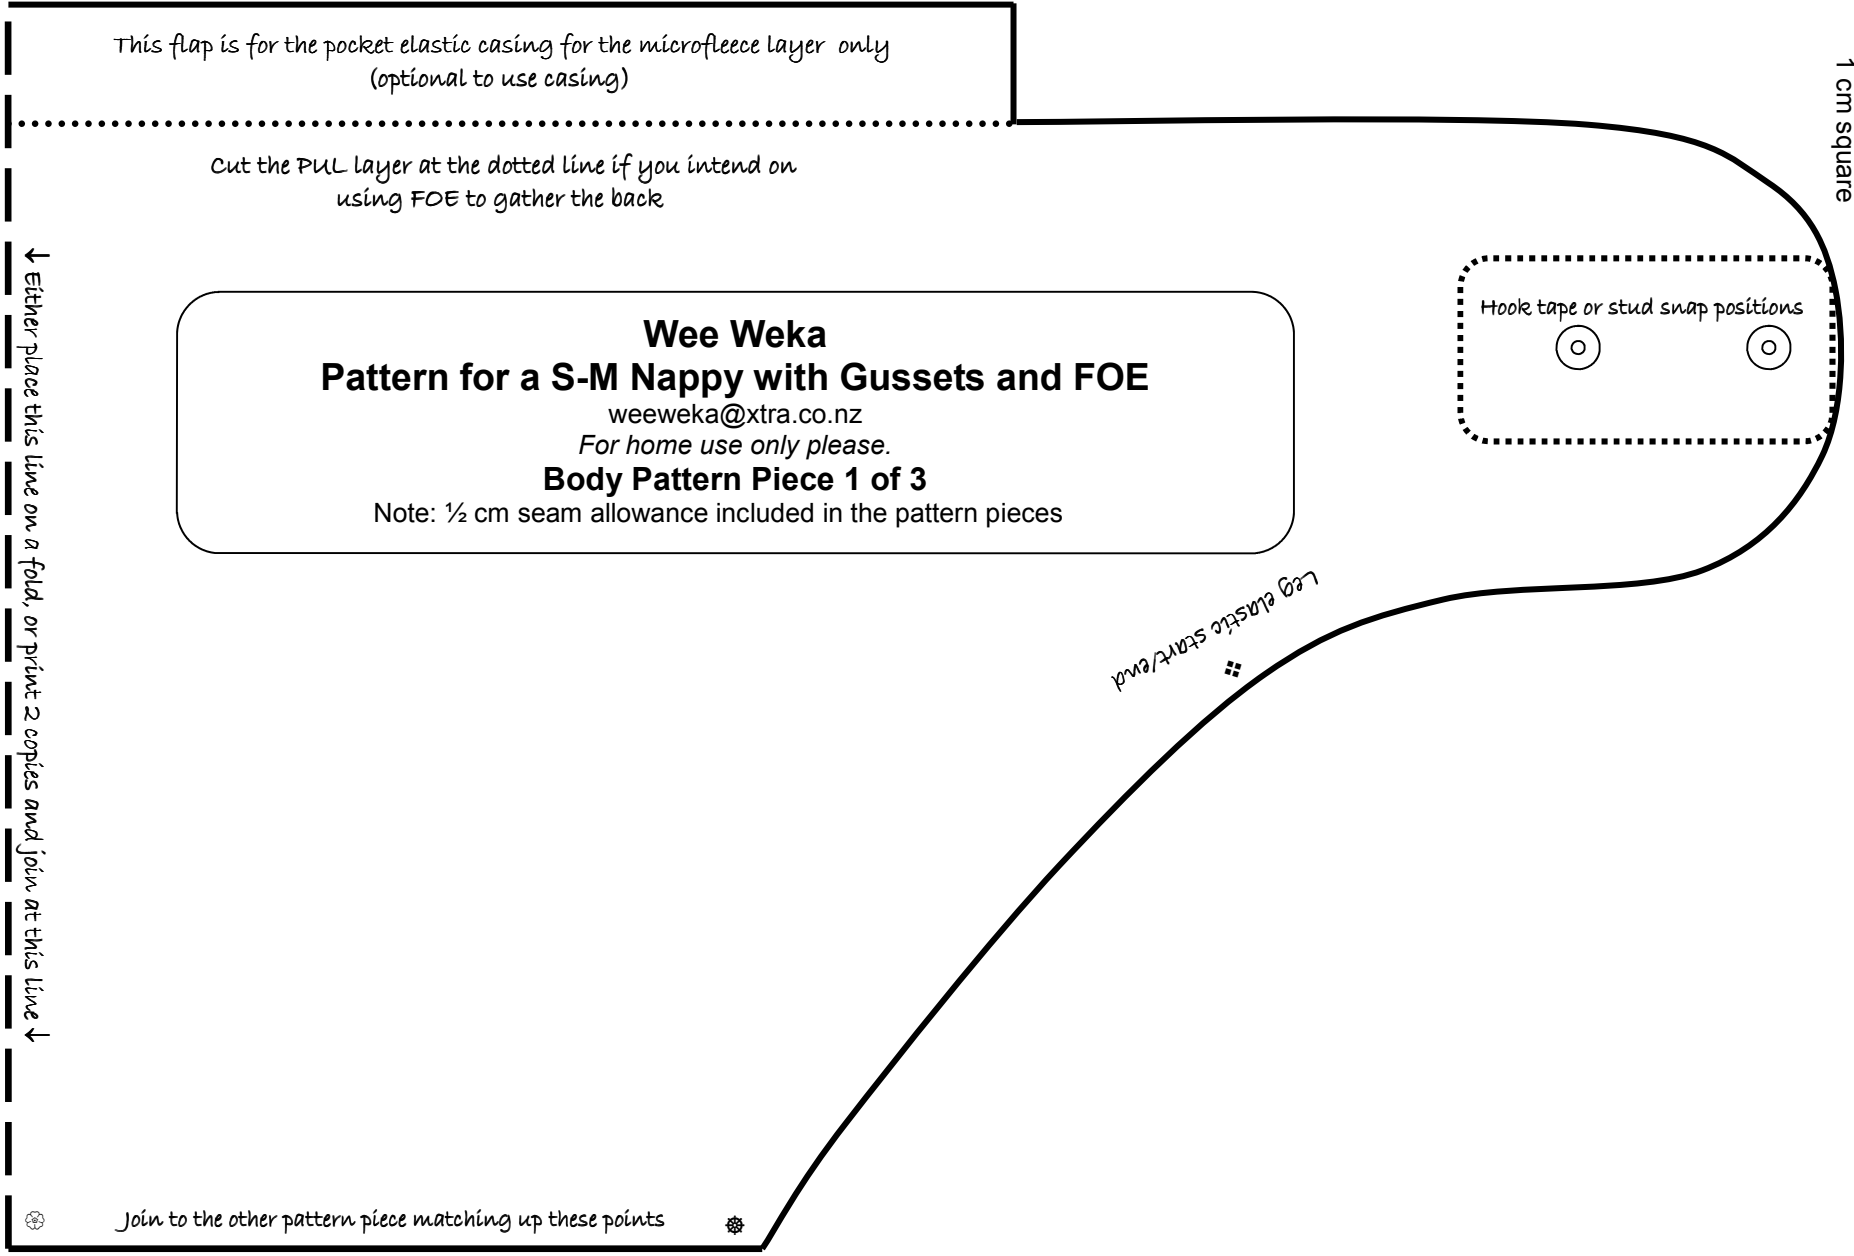 This flap is for the pocket elastic casing for the microfleece layer only
(optional to use casing)
1 cm square
Cut the PUL layer at the dotted line if you intend on
using FOE to gather the back
↓ Either place this line on a fold, or print 2 copies and join at this line ↓
Hook tape or stud snap positions
Wee Weka
Pattern for a S-M Nappy with Gussets and FOE
weeweka@xtra.co.nz
For home use only please.
Body Pattern Piece 1 of 3
Note: ½ cm seam allowance included in the pattern pieces
Leg elastic start/end
Join to the other pattern piece matching up these points